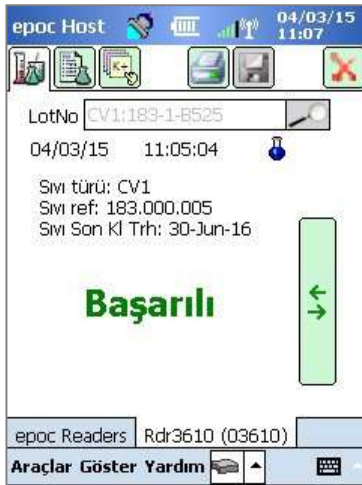 epoc Host 04/03/15 11:07
LotNo CV1:183-1-B525
04/03/15 11:05:04
Sıvı türü: CV1
Sıvı ref: 183.000.005
Sıvı Son Kl Trh: 30-Jun-16
Başarılı
epoc Readers Rdr3610 (03610)
Araçlar Göster Yardım